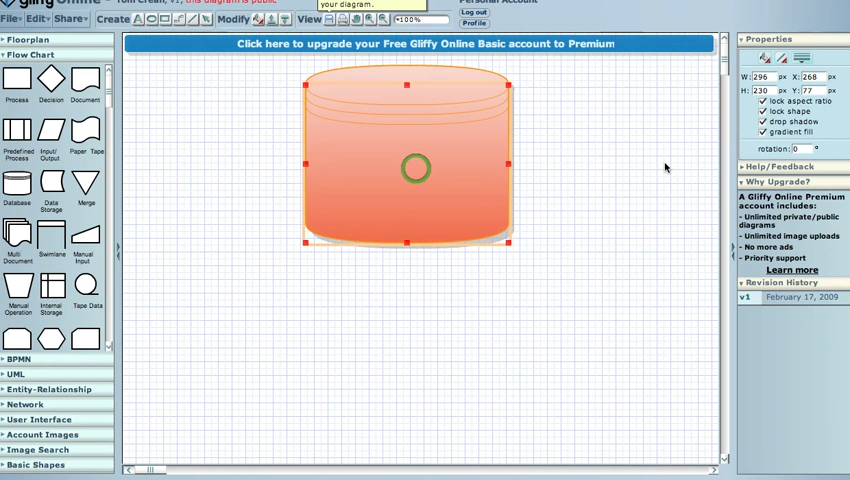 gliffy Online
this diagram is public
your diagram.
Personal Account
File Edit Share Create Modify View 100%
Log out
Profile
Click here to upgrade your Free Gliffy Online Basic account to Premium
Floorplan
Flow Chart
Process Decision Document
Predefined Process Input/ Output Paper Tape
Database Data Storage Merge
Multi Document Swimlane Manual Input
Manual Operation Internal Storage Tape Data
BPMN
UML
Entity-Relationship
Network
User Interface
Account Images
Image Search
Basic Shapes
Properties
W: 296 px X: 268 px
H: 230 px Y: 77 px
lock aspect ratio
lock shape
drop shadow
gradient fill
rotation: 0 °
Help/Feedback
Why Upgrade?
A Gliffy Online Premium
account includes:
- Unlimited private/public
diagrams
- Unlimited image uploads
- No more ads
- Priority support
Learn more
Revision History
v1 February 17, 2009